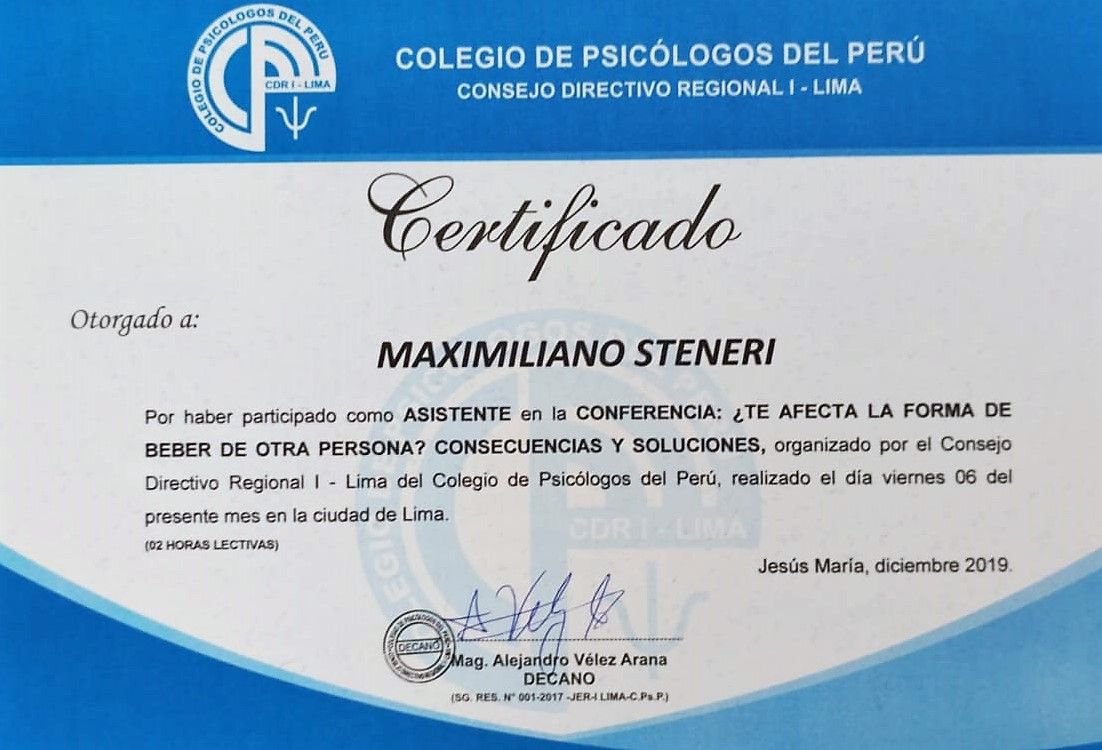 COLEGIO DE PSICOLOGOS DEL PERU
CDR I - LIMA
COLEGIO DE PSICÓLOGOS DEL PERÚ
CONSEJO DIRECTIVO REGIONAL I - LIMA
Certificado
Otorgado a:
MAXIMILIANO STENERI
Por haber participado como ASISTENTE en la CONFERENCIA: ¿TE AFECTA LA FORMA DE
BEBER DE OTRA PERSONA? CONSECUENCIAS Y SOLUCIONES, organizado por el Consejo
Directivo Regional I - Lima del Colegio de Psicólogos del Perú, realizado el día viernes 06 del
presente mes en la ciudad de Lima.
(02 HORAS LECTIVAS)
CDR I - LIMA
Jesús María, diciembre 2019.
DECANO
Mag. Alejandro Vélez Arana
DECANO
(SG. RES. N° 001-2017 -JER-I LIMA-C.Ps.P.)